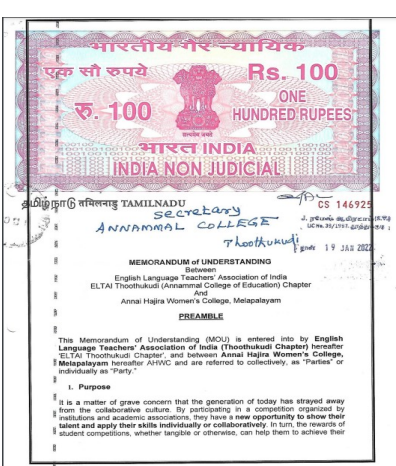 भारतीय गैर न्यायिक
एक सौ रुपये
Rs. 100
रु. 100
ONE
HUNDRED RUPEES
सत्यमेव जयते
भारत INDIA
INDIA NON JUDICIAL
தமிழ்நாடு तमिलनाडु TAMILNADU
CS 146925
Secretary
ANNAMMAL COLLEGE
Thoothukudi
19 JAN 2022
MEMORANDUM of UNDERSTANDING
Between
English Language Teachers' Association of India
ELTAI Thoothukudi (Annammal College of Education) Chapter
And
Annai Hajira Women's College, Melapalayam
PREAMBLE
This Memorandum of Understanding (MOU) is entered into by English
Language Teachers' Association of India (Thoothukudi Chapter) hereafter
'ELTAI Thoothukudi Chapter', and between Annai Hajira Women's College,
Melapalayam hereafter AHWC and are referred to collectively, as "Parties" or
individually as "Party."
1. Purpose
It is a matter of grave concern that the generation of today has strayed away
from the collaborative culture. By participating in a competition organized by
institutions and academic associations, they have a new opportunity to show their
talent and apply their skills individually or collaboratively. In turn, the rewards of
student competitions, whether tangible or otherwise, can help them to achieve their